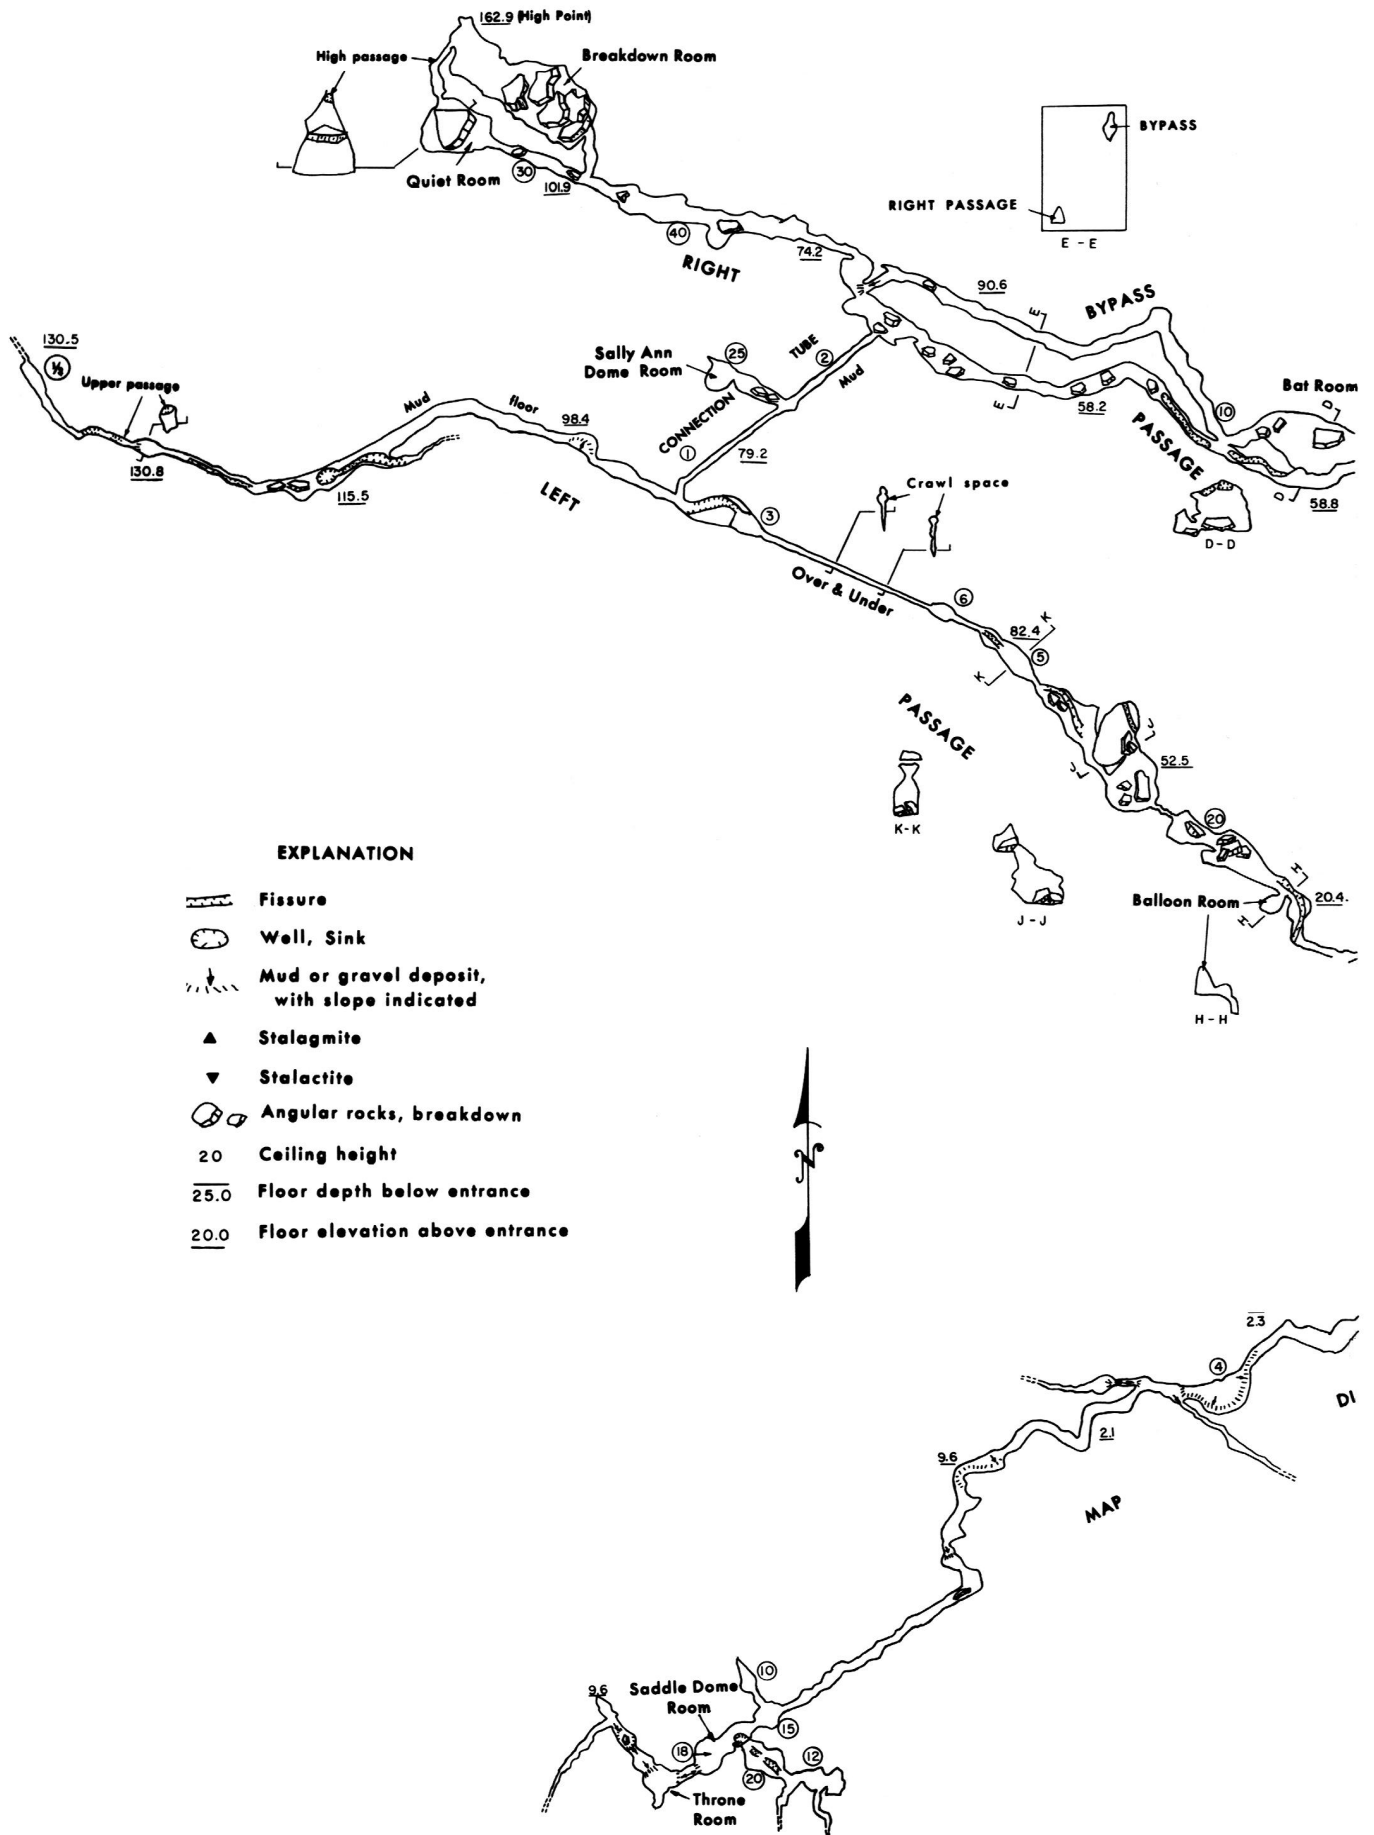 162.9 (High Point)
High passage
Breakdown Room
BYPASS
Quiet Room
30
101.9
RIGHT PASSAGE
E - E
40
74.2
RIGHT
90.6
BYPASS
E
130.5
1/8
Upper passage
Sally Ann
Dome Room
25
TUBE
2
Mud
E
58.2
Bat Room
10
D
Mud
floor
98.4
CONNECTION
PASSAGE
130.8
1
79.2
115.5
LEFT
Crawl space
D
58.8
3
D - D
Over & Under
6
K
82.4
5
K
PASSAGE
J
52.5
J
K - K
20
J - J
H
Balloon Room
20.4.
H
H - H
EXPLANATION
Fissure
Well, Sink
Mud or gravel deposit,
with slope indicated
Stalagmite
Stalactite
Angular rocks, breakdown
20 Ceiling height
25.0 Floor depth below entrance
20.0 Floor elevation above entrance
N
2.3
4
DI
2.1
9.6
MAP
10
9.6
Saddle Dome
Room
15
18
12
20
Throne
Room